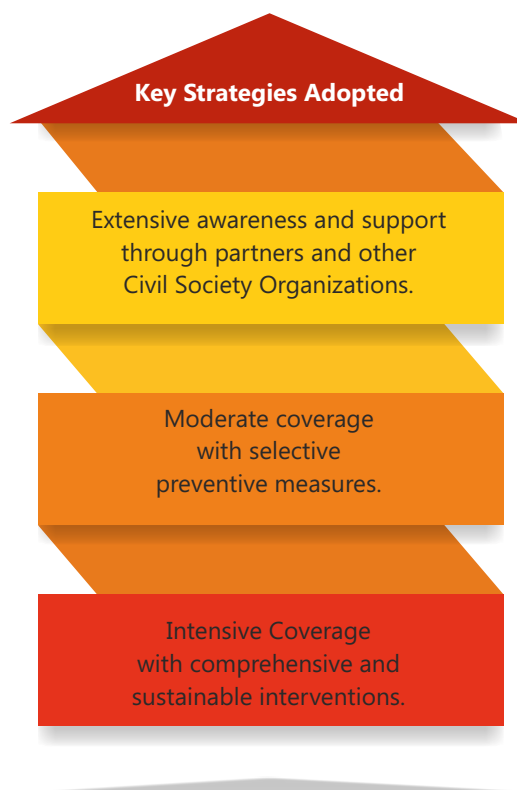 Key Strategies Adopted
Extensive awareness and support
through partners and other
Civil Society Organizations.
Moderate coverage
with selective
preventive measures.
Intensive Coverage
with comprehensive and
sustainable interventions.